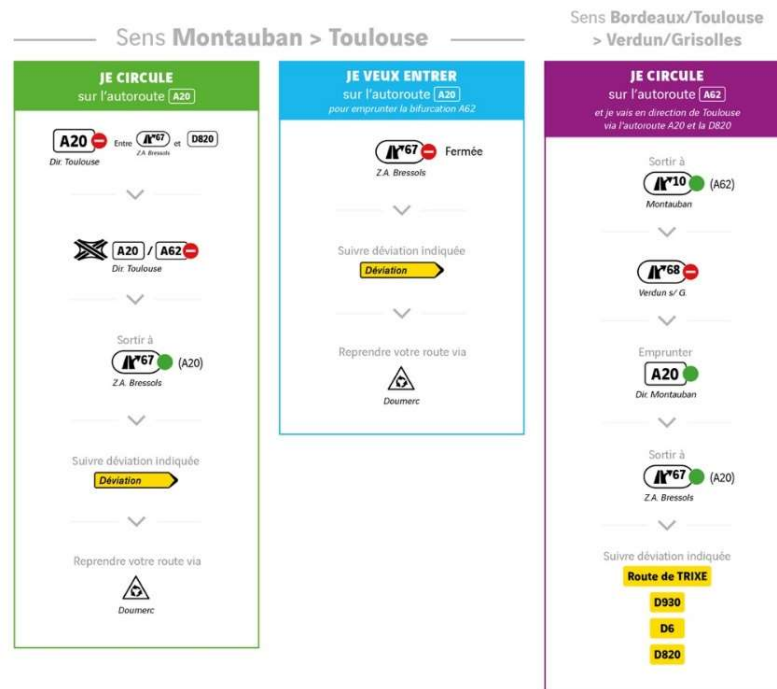 Sens Montauban > Toulouse
JE CIRCULE
sur l'autoroute A20
A20 Entre 67 et D820
Dir. Toulouse Z.A. Bressols
A20 / A62
Dir. Toulouse
Sortir à
67 (A20)
Z.A. Bressols
Suivre déviation indiquée
Déviation
Reprendre votre route via
Doumerc
JE VEUX ENTRER
sur l'autoroute A20
pour emprunter la bifurcation A62
67 Fermée
Z.A. Bressols
Suivre déviation indiquée
Déviation
Reprendre votre route via
Doumerc
Sens Bordeaux/Toulouse
> Verdun/Grisolles
JE CIRCULE
sur l'autoroute A62
et je vais en direction de Toulouse
via l'autoroute A20 et la D820
Sortir à
10 (A62)
Montauban
68
Verdun s/ G.
Emprunter
A20
Dir. Montauban
Sortir à
67 (A20)
Z.A. Bressols
Suivre déviation indiquée
Route de TRIXE
D930
D6
D820